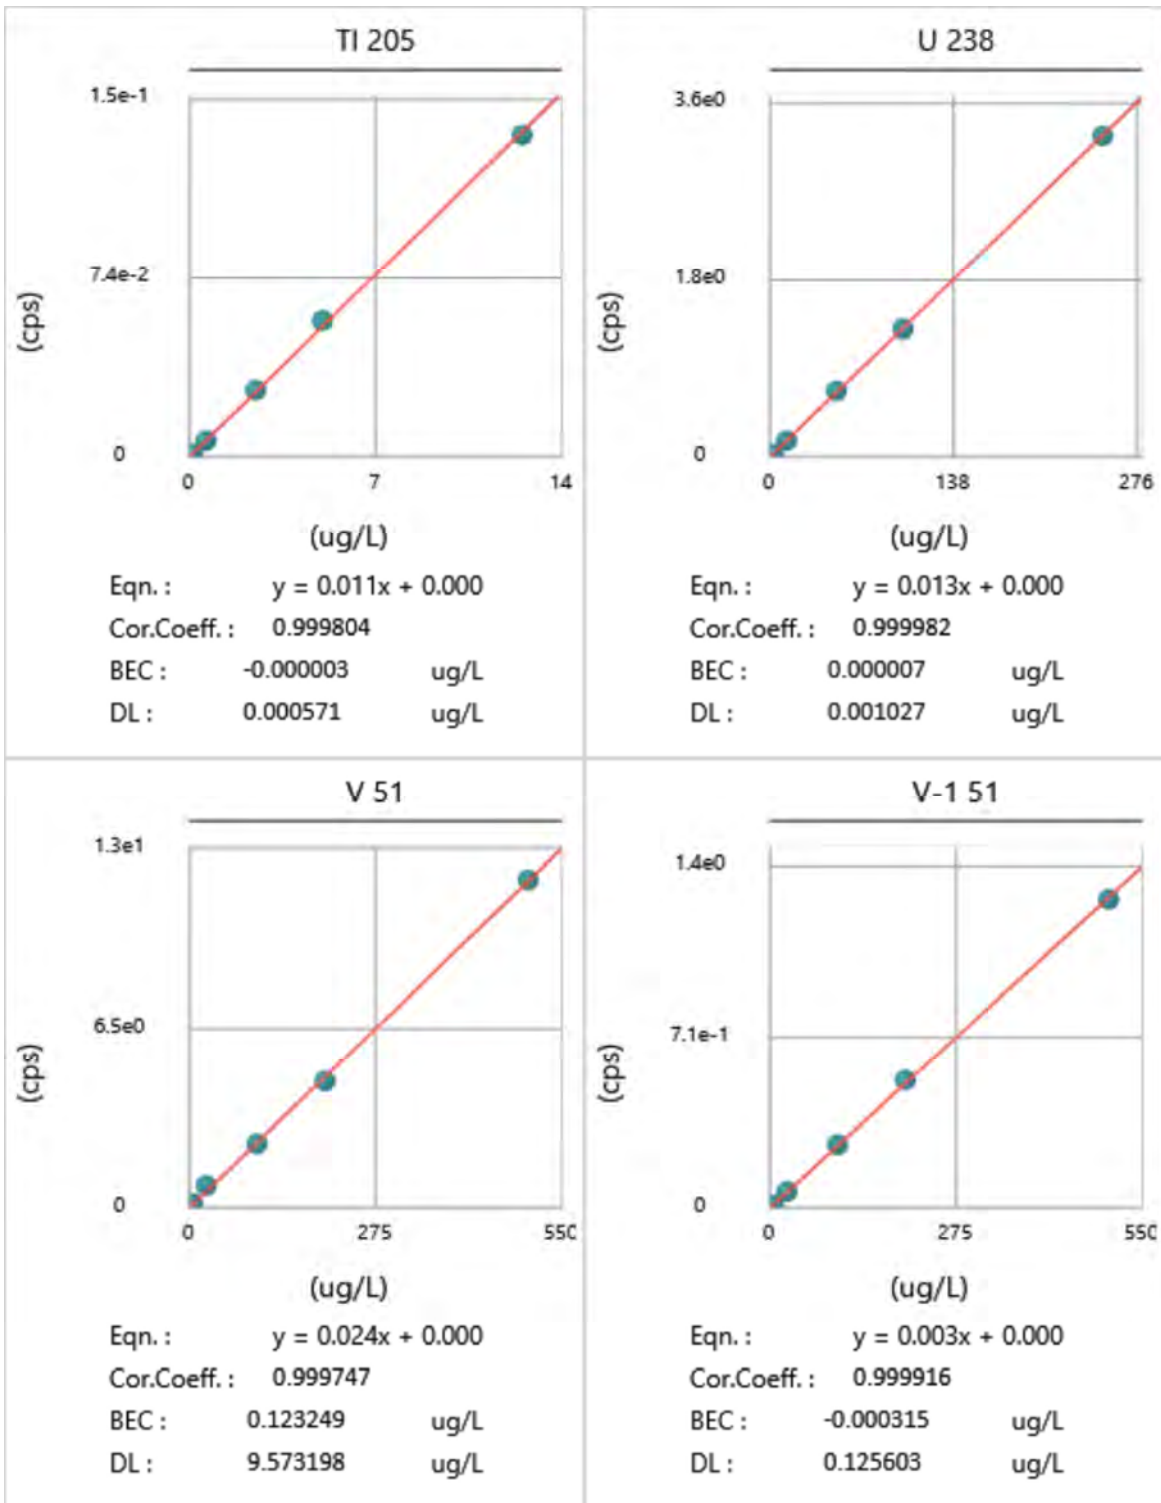 Tl 205
1.5e-1
7.4e-2
0
(cps)
0 7 14
(ug/L)
Eqn. : y = 0.011x + 0.000
Cor.Coeff. : 0.999804
BEC : -0.000003 ug/L
DL : 0.000571 ug/L
U 238
3.6e0
1.8e0
0
(cps)
0 138 276
(ug/L)
Eqn. : y = 0.013x + 0.000
Cor.Coeff. : 0.999982
BEC : 0.000007 ug/L
DL : 0.001027 ug/L
V 51
1.3e1
6.5e0
0
(cps)
0 275 550
(ug/L)
Eqn. : y = 0.024x + 0.000
Cor.Coeff. : 0.999747
BEC : 0.123249 ug/L
DL : 9.573198 ug/L
V-1 51
1.4e0
7.1e-1
0
(cps)
0 275 550
(ug/L)
Eqn. : y = 0.003x + 0.000
Cor.Coeff. : 0.999916
BEC : -0.000315 ug/L
DL : 0.125603 ug/L